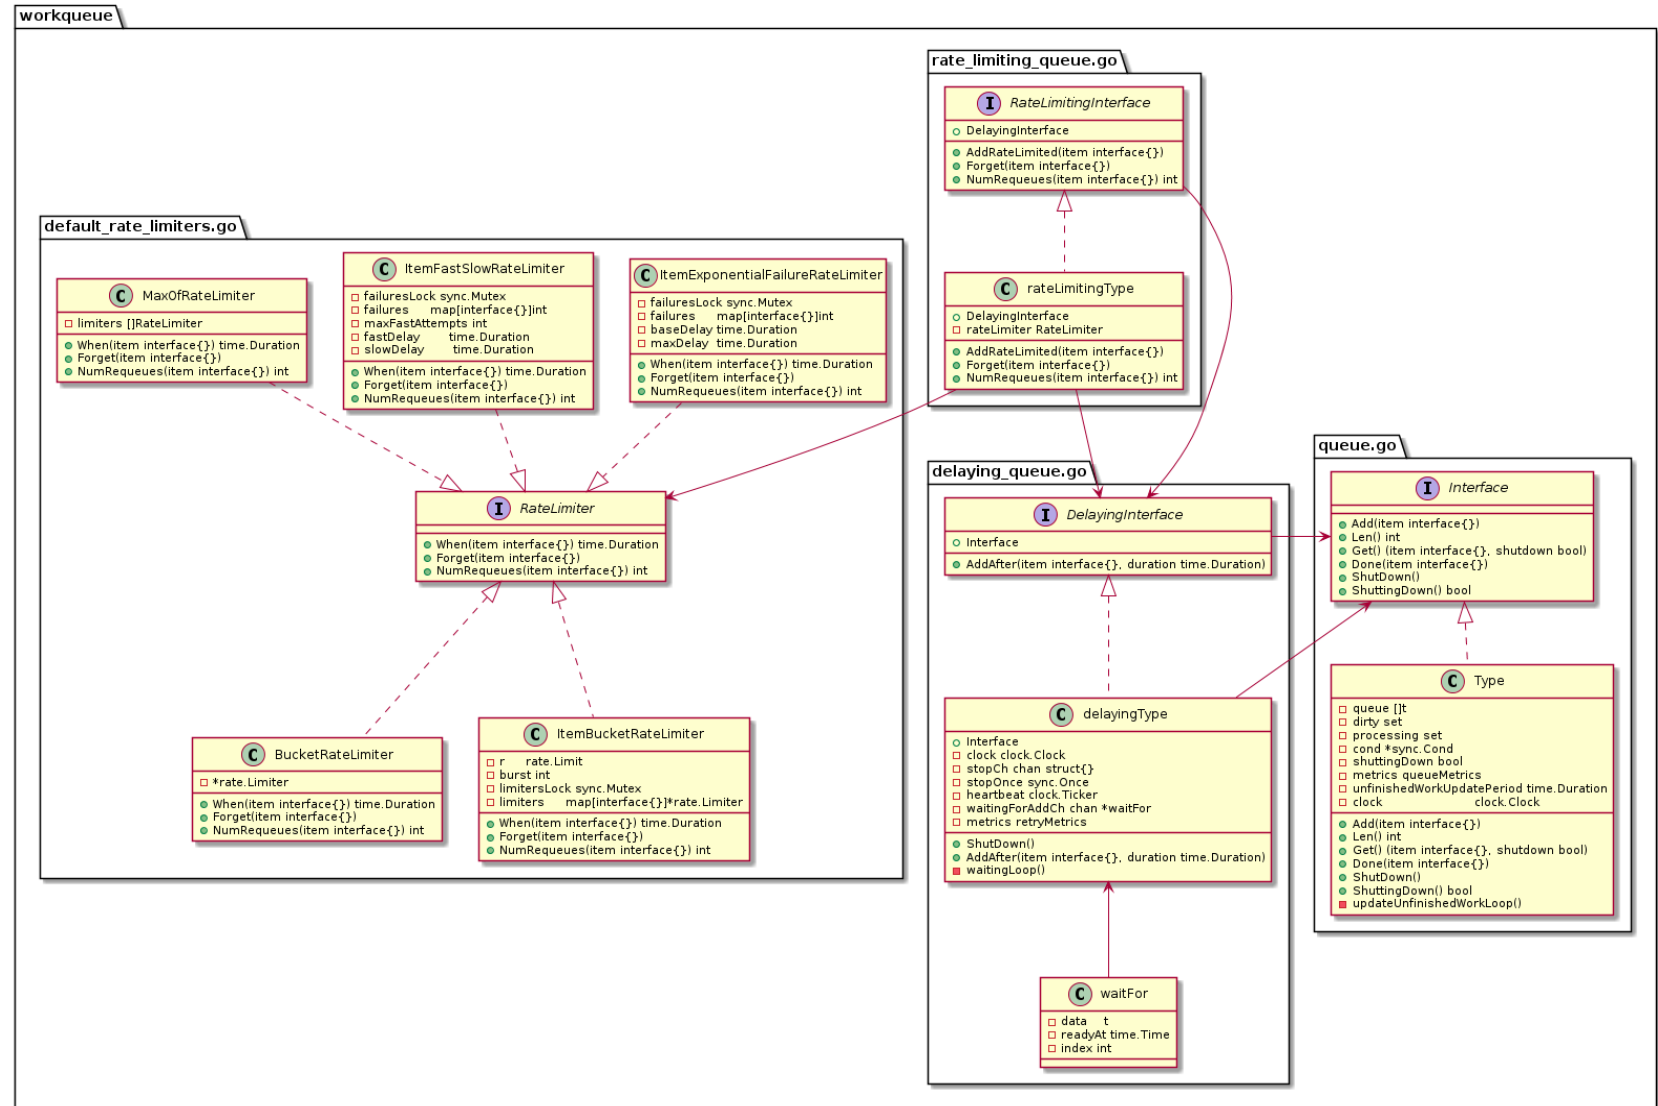 workqueue
rate_limiting_queue.go
I RateLimitingInterface
DelayingInterface
AddRateLimited(item interface{})
Forget(item interface{})
NumRequeues(item interface{}) int
C rateLimitingType
DelayingInterface
rateLimiter RateLimiter
AddRateLimited(item interface{})
Forget(item interface{})
NumRequeues(item interface{}) int
default_rate_limiters.go
C MaxOfRateLimiter
limiters []RateLimiter
When(item interface{}) time.Duration
Forget(item interface{})
NumRequeues(item interface{}) int
C ItemFastSlowRateLimiter
failuresLock sync.Mutex
failures map[interface{}]int
maxFastAttempts int
fastDelay time.Duration
slowDelay time.Duration
When(item interface{}) time.Duration
Forget(item interface{})
NumRequeues(item interface{}) int
C ItemExponentialFailureRateLimiter
failuresLock sync.Mutex
failures map[interface{}]int
baseDelay time.Duration
maxDelay time.Duration
When(item interface{}) time.Duration
Forget(item interface{})
NumRequeues(item interface{}) int
I RateLimiter
When(item interface{}) time.Duration
Forget(item interface{})
NumRequeues(item interface{}) int
C BucketRateLimiter
*rate.Limiter
When(item interface{}) time.Duration
Forget(item interface{})
NumRequeues(item interface{}) int
C ItemBucketRateLimiter
r rate.Limit
burst int
limitersLock sync.Mutex
limiters map[interface{}]*rate.Limiter
When(item interface{}) time.Duration
Forget(item interface{})
NumRequeues(item interface{}) int
delaying_queue.go
I DelayingInterface
Interface
AddAfter(item interface{}, duration time.Duration)
C delayingType
Interface
clock clock.Clock
stopCh chan struct{}
stopOnce sync.Once
heartbeat clock.Ticker
waitingForAddCh chan *waitFor
metrics retryMetrics
ShutDown()
AddAfter(item interface{}, duration time.Duration)
waitingLoop()
C waitFor
data t
readyAt time.Time
index int
queue.go
I Interface
Add(item interface{})
Len() int
Get() (item interface{}, shutdown bool)
Done(item interface{})
ShutDown()
ShuttingDown() bool
C Type
queue []t
dirty set
processing set
cond *sync.Cond
shuttingDown bool
metrics queueMetrics
unfinishedWorkUpdatePeriod time.Duration
clock clock.Clock
Add(item interface{})
Len() int
Get() (item interface{}, shutdown bool)
Done(item interface{})
ShutDown()
ShuttingDown() bool
updateUnfinishedWorkLoop()